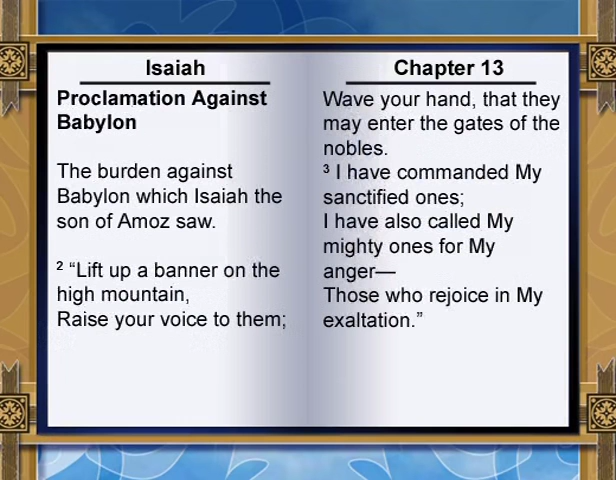 Isaiah
Proclamation Against
Babylon
The burden against
Babylon which Isaiah the
son of Amoz saw.
² “Lift up a banner on the
high mountain,
Raise your voice to them;
Chapter 13
Wave your hand, that they
may enter the gates of the
nobles.
³ I have commanded My
sanctified ones;
I have also called My
mighty ones for My
anger—
Those who rejoice in My
exaltation.”